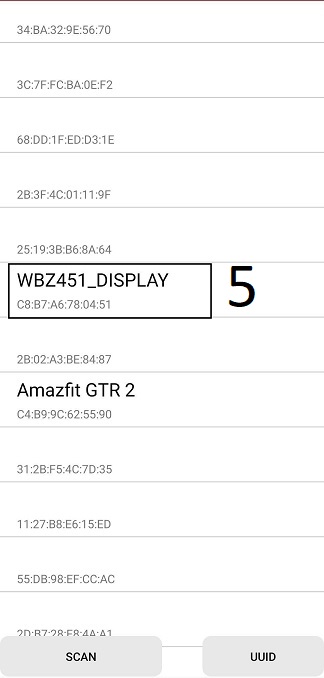 34:BA:32:9E:56:70
3C:7F:FC:BA:0E:F2
68:DD:1F:ED:D3:1E
2B:3F:4C:01:11:9F
25:19:3B:B6:8A:64
WBZ451_DISPLAY
C8:B7:A6:78:04:51
5
2B:02:A3:BE:84:87
Amazfit GTR 2
C4:B9:9C:62:55:90
31:2B:F5:4C:7D:35
11:27:B8:E6:15:ED
55:DB:98:EF:CC:AC
2D:B7:28:F8:4A:A1
SCAN
UUID